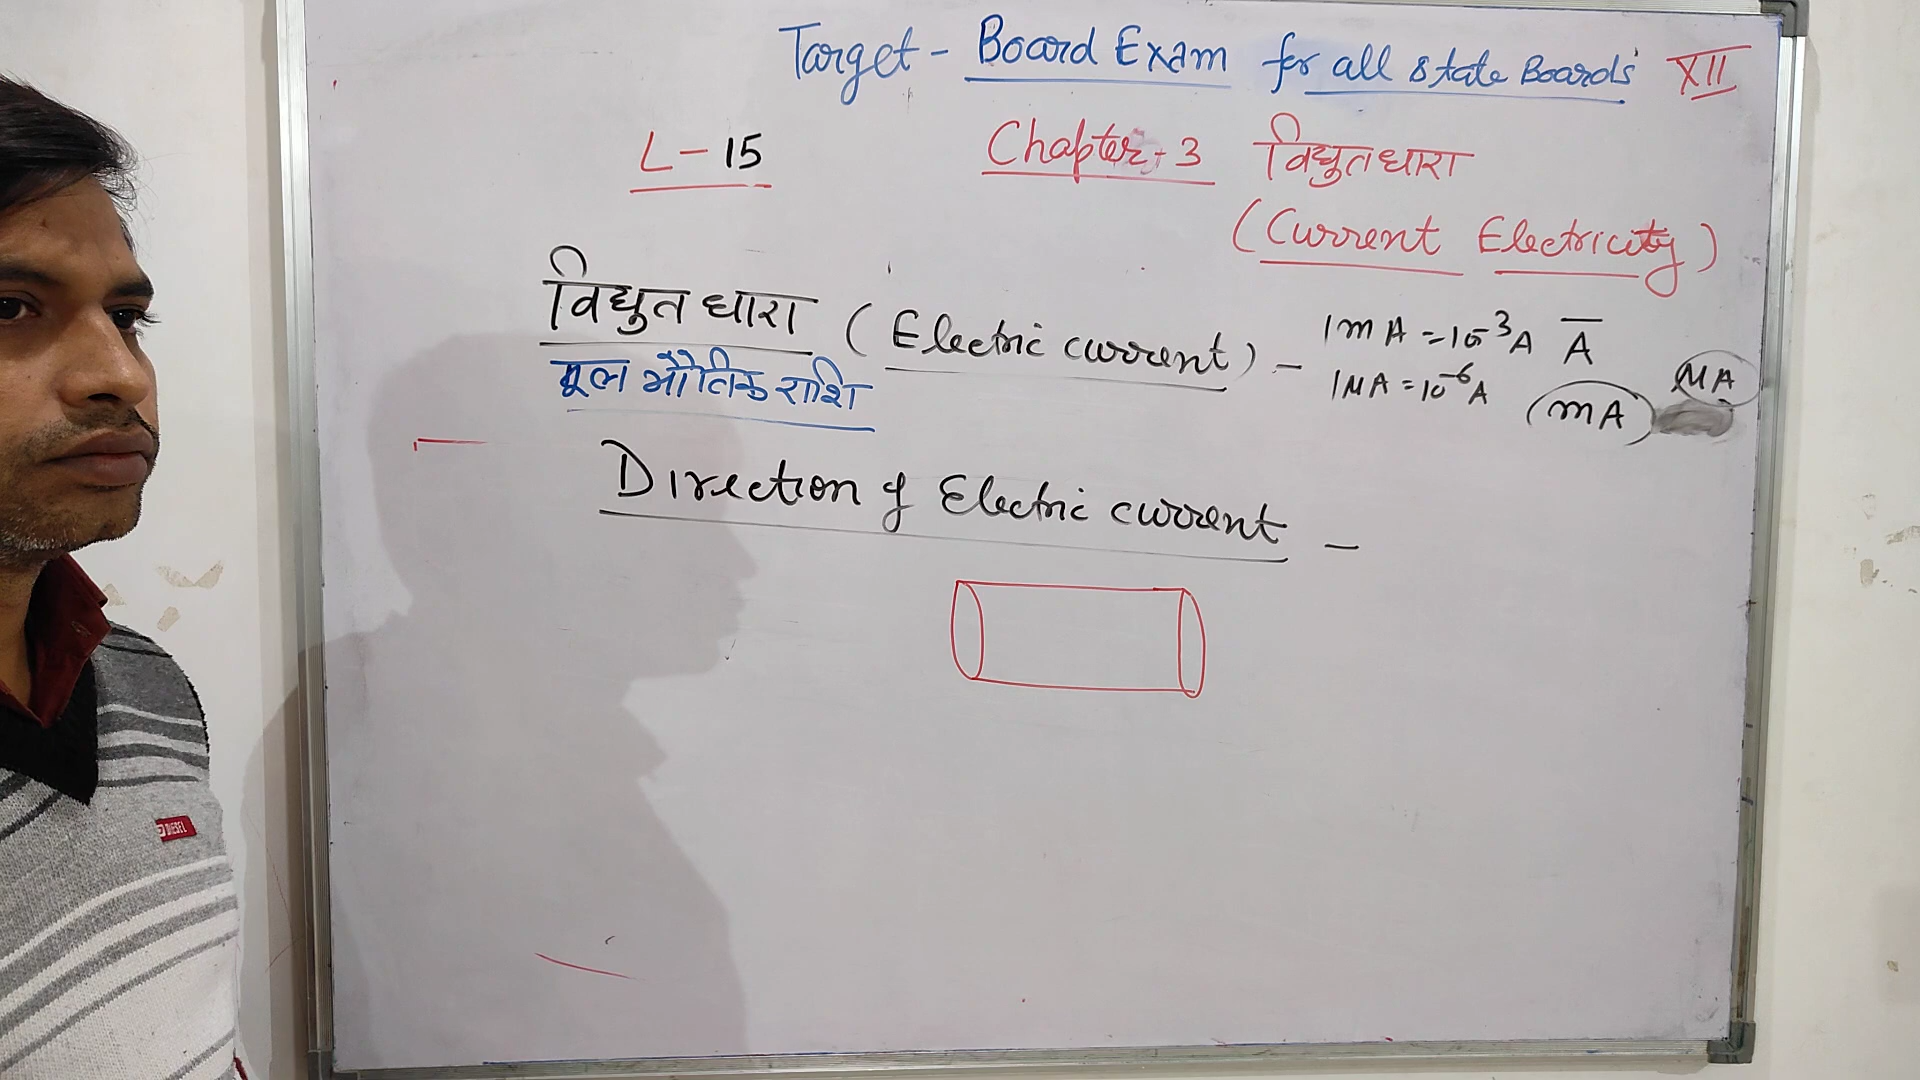 Target - Board Exam for all state Boards XII
L - 15 Chapter - 3 विद्युत धारा
(Current Electricity)
विद्युत धारा (Electric current) -
मूल भौतिक राशि
1mA = 10⁻³A A
1μA = 10⁻⁶A
mA μA
Direction of Electric current -
DIESEL